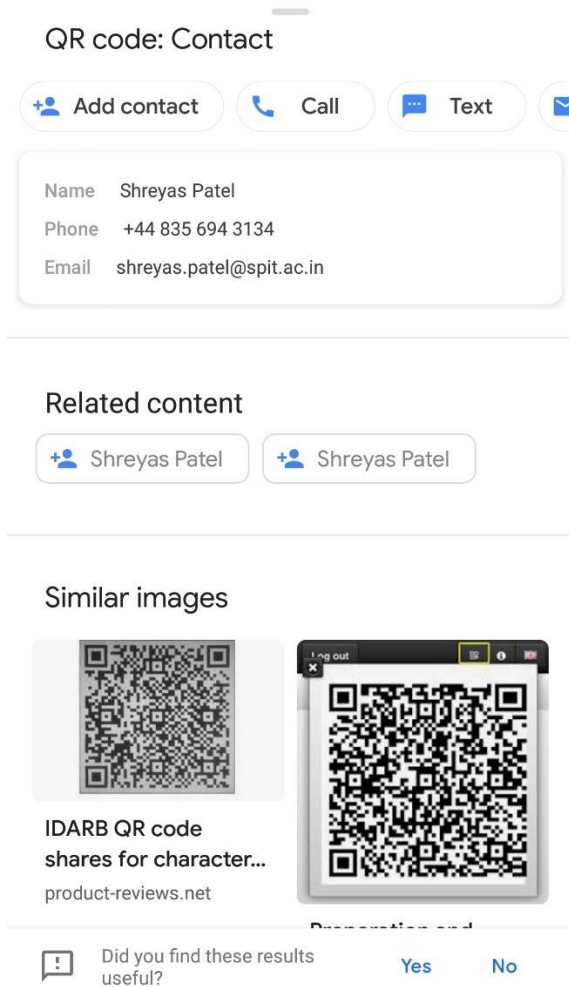 QR code: Contact
Add contact
Call
Text
Name Shreyas Patel
Phone +44 835 694 3134
Email shreyas.patel@spit.ac.in
Related content
Shreyas Patel
Shreyas Patel
Similar images
Log out
IDARB QR code
shares for character...
product-reviews.net
Preparation and
Did you find these results
useful?
Yes
No